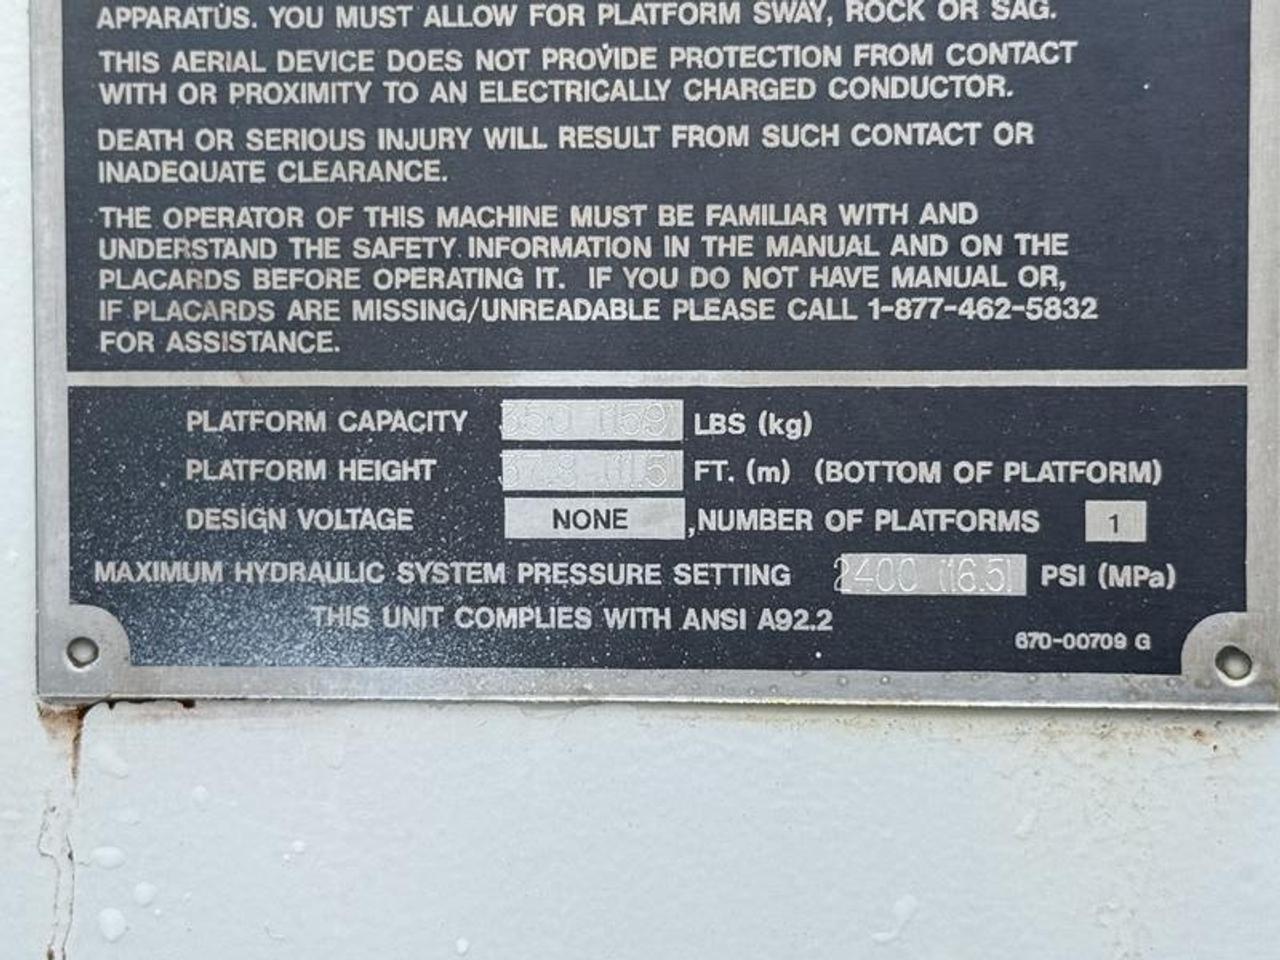 APPARATUS. YOU MUST ALLOW FOR PLATFORM SWAY, ROCK OR SAG.
THIS AERIAL DEVICE DOES NOT PROVIDE PROTECTION FROM CONTACT
WITH OR PROXIMITY TO AN ELECTRICALLY CHARGED CONDUCTOR.
DEATH OR SERIOUS INJURY WILL RESULT FROM SUCH CONTACT OR
INADEQUATE CLEARANCE.
THE OPERATOR OF THIS MACHINE MUST BE FAMILIAR WITH AND
UNDERSTAND THE SAFETY INFORMATION IN THE MANUAL AND ON THE
PLACARDS BEFORE OPERATING IT. IF YOU DO NOT HAVE MANUAL OR,
IF PLACARDS ARE MISSING/UNREADABLE PLEASE CALL 1-877-462-5832
FOR ASSISTANCE.
PLATFORM CAPACITY 350 (159) LBS (kg)
PLATFORM HEIGHT 37.8 (11.5) FT. (m) (BOTTOM OF PLATFORM)
DESIGN VOLTAGE NONE ,NUMBER OF PLATFORMS 1
MAXIMUM HYDRAULIC SYSTEM PRESSURE SETTING 2400 (16.5) PSI (MPa)
THIS UNIT COMPLIES WITH ANSI A92.2
670-00709 G